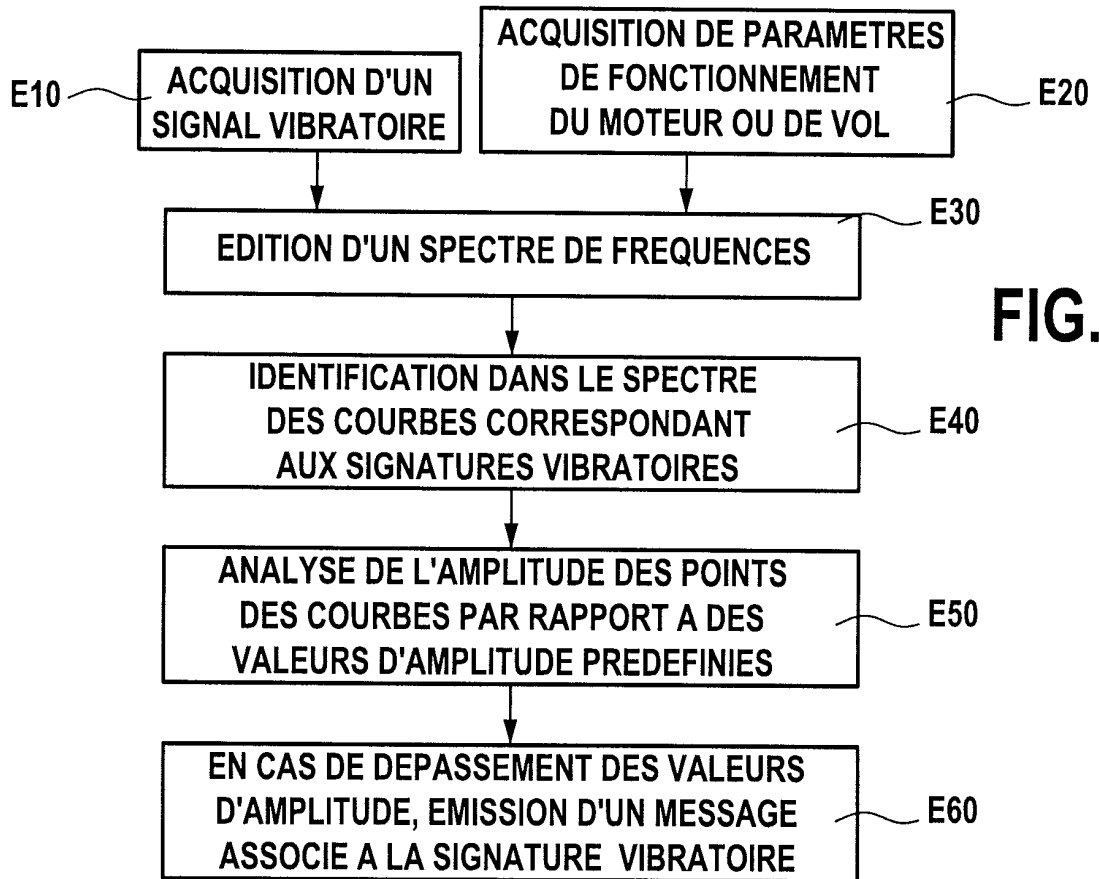 E10
ACQUISITION D'UN
SIGNAL VIBRATOIRE
ACQUISITION DE PARAMETRES
DE FONCTIONNEMENT
DU MOTEUR OU DE VOL
E20
E30
EDITION D'UN SPECTRE DE FREQUENCES
FIG.
IDENTIFICATION DANS LE SPECTRE
DES COURBES CORRESPONDANT
AUX SIGNATURES VIBRATOIRES
E40
ANALYSE DE L'AMPLITUDE DES POINTS
DES COURBES PAR RAPPORT A DES
VALEURS D'AMPLITUDE PREDEFINIES
E50
EN CAS DE DEPASSEMENT DES VALEURS
D'AMPLITUDE, EMISSION D'UN MESSAGE
ASSOCIE A LA SIGNATURE VIBRATOIRE
E60